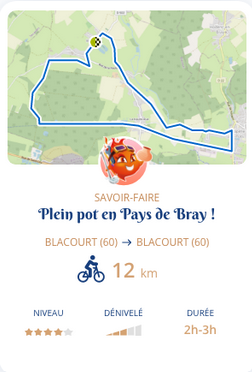 SAVOIR-FAIRE
Plein pot en Pays de Bray !
BLACOURT (60) → BLACOURT (60)
12 km
NIVEAU DÉNIVELÉ DURÉE
2h-3h